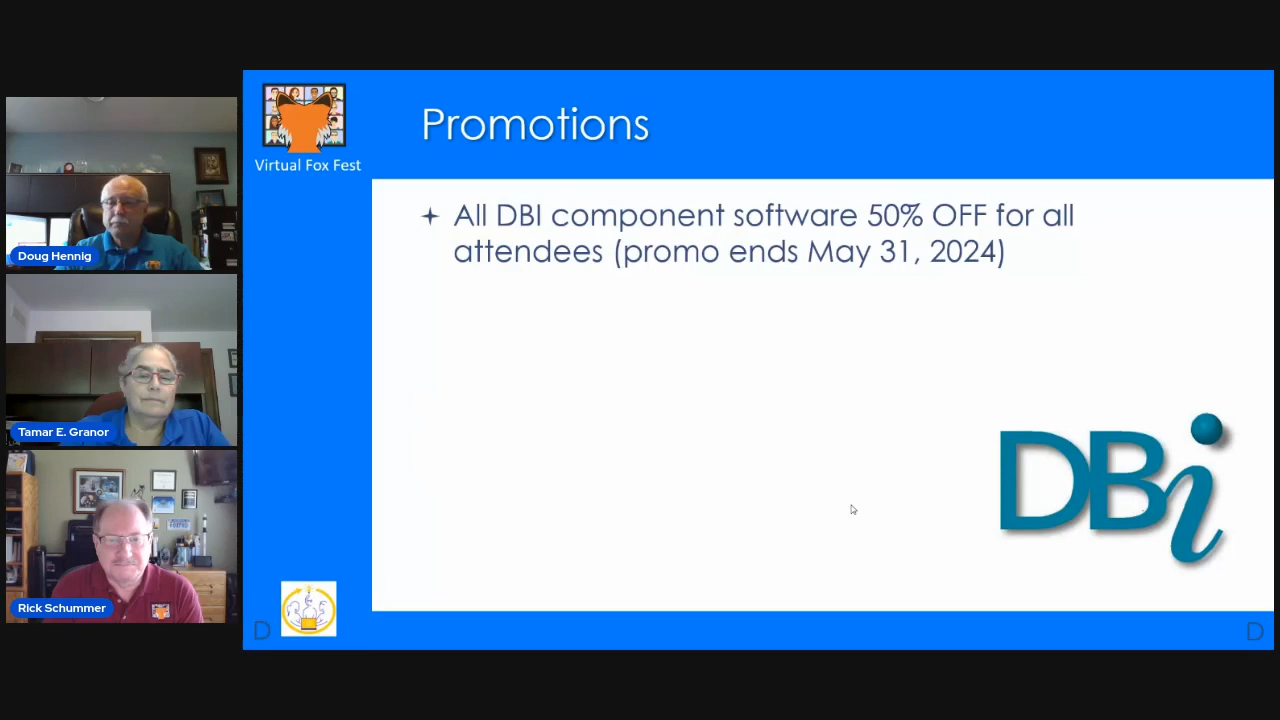 Promotions
Virtual Fox Fest
All DBI component software 50% OFF for all
attendees (promo ends May 31, 2024)
Doug Hennig
Tamar E. Granor
Rick Schummer
DBi
D
D